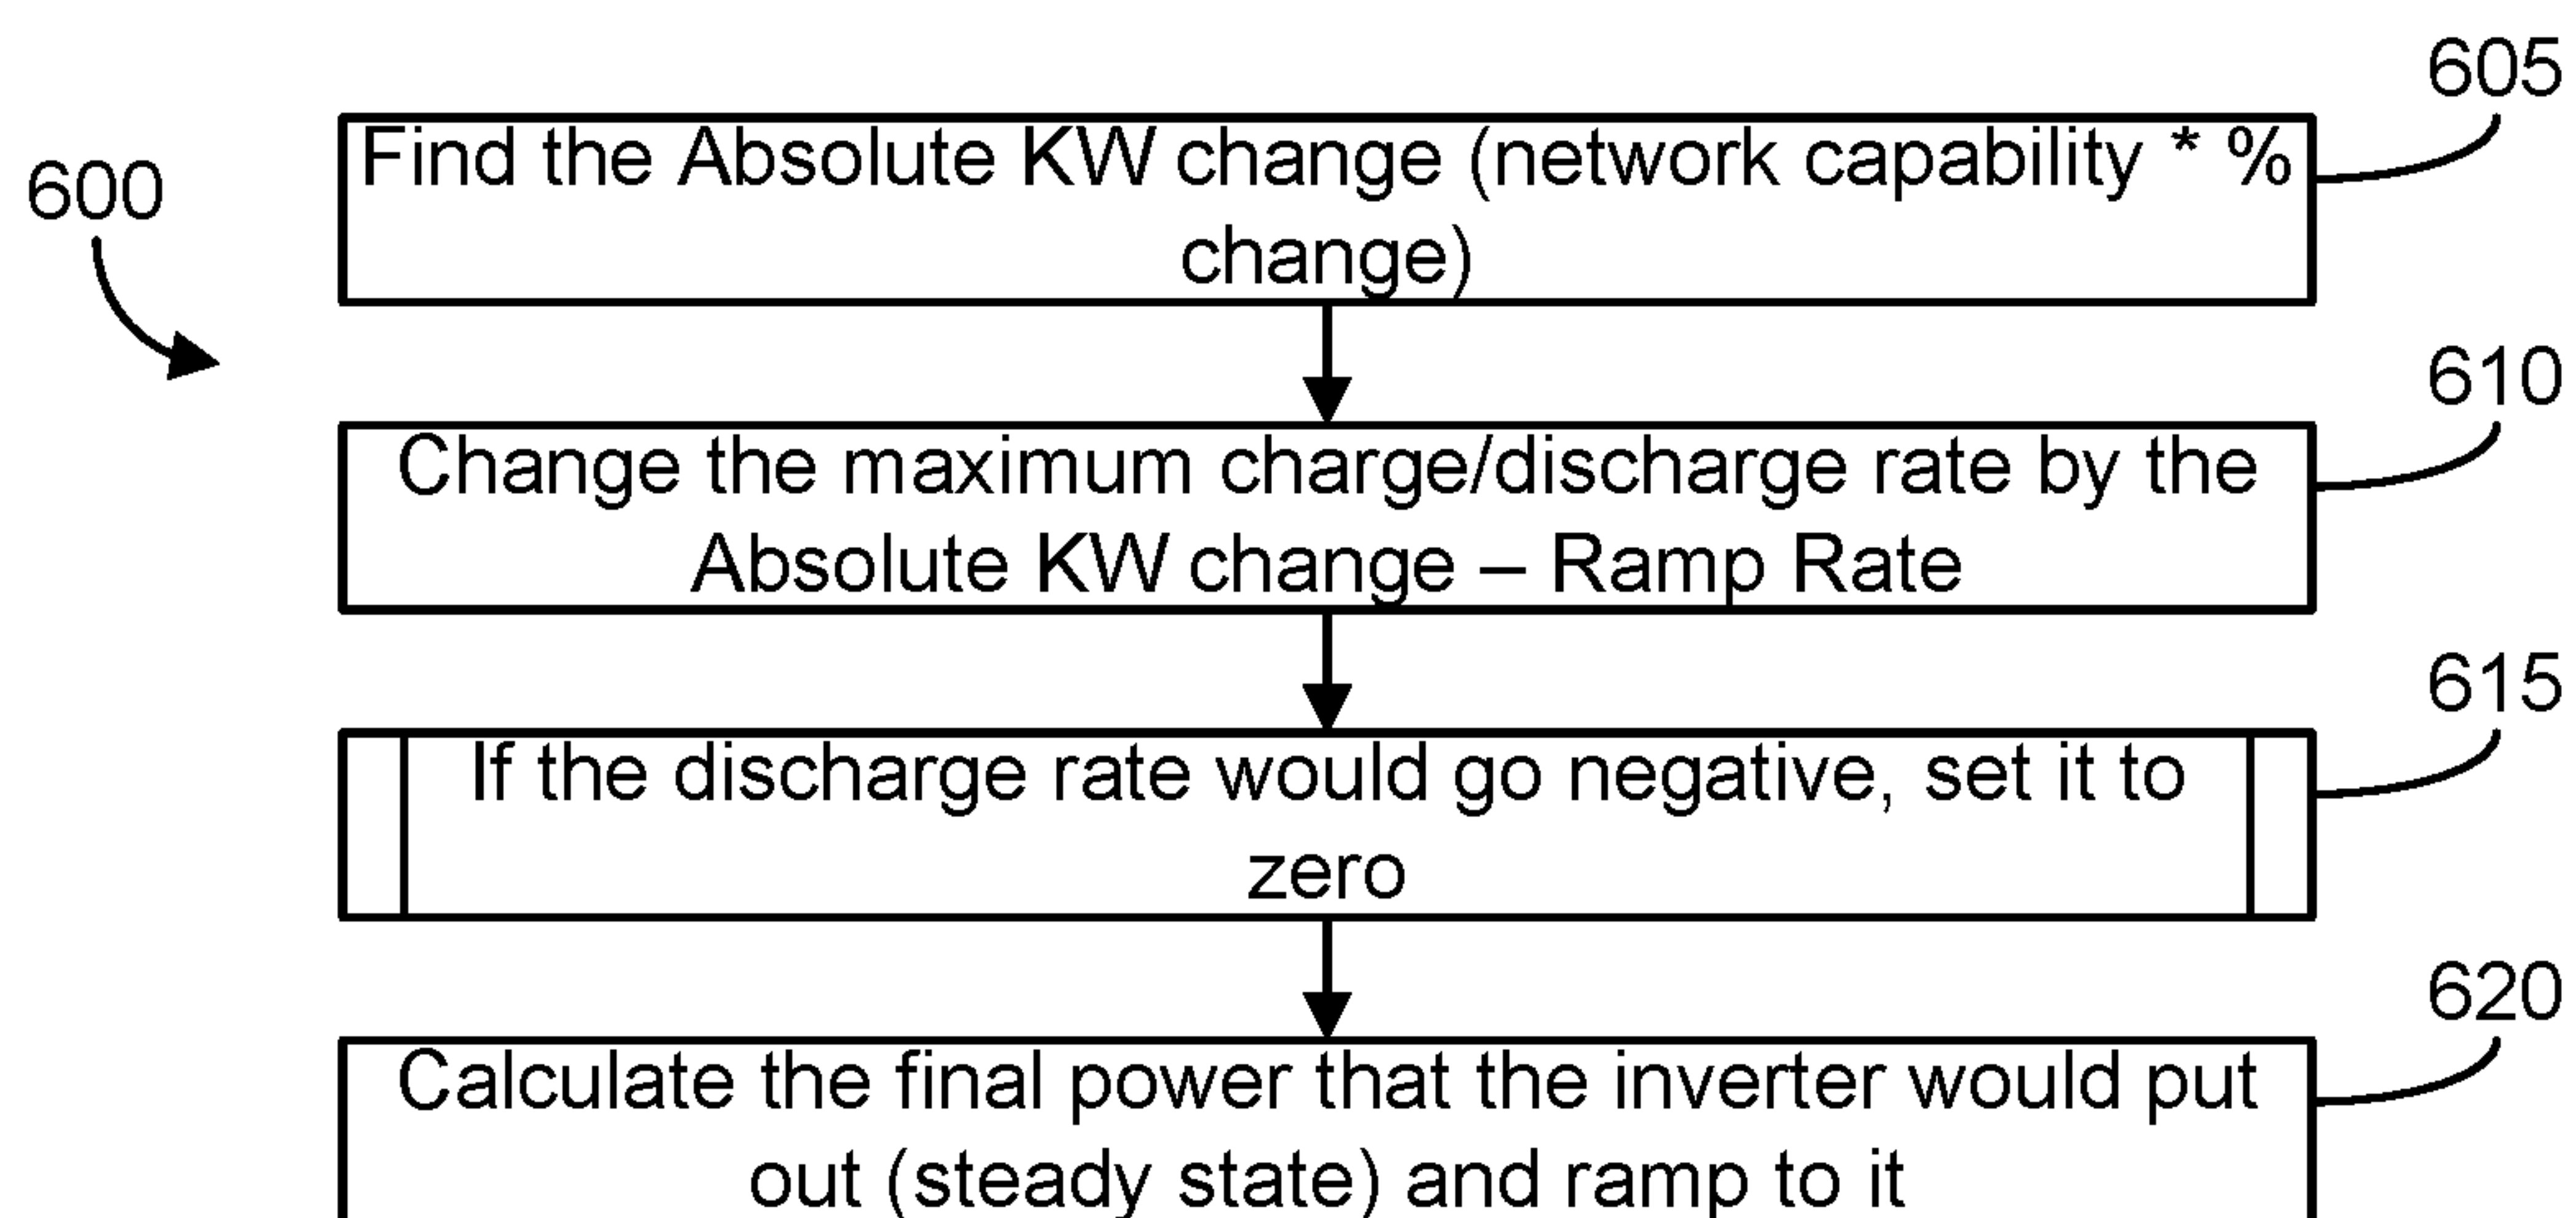 605
600
Find the Absolute KW change (network capability * %
change)
610
Change the maximum charge/discharge rate by the
Absolute KW change – Ramp Rate
615
If the discharge rate would go negative, set it to
zero
620
Calculate the final power that the inverter would put
out (steady state) and ramp to it